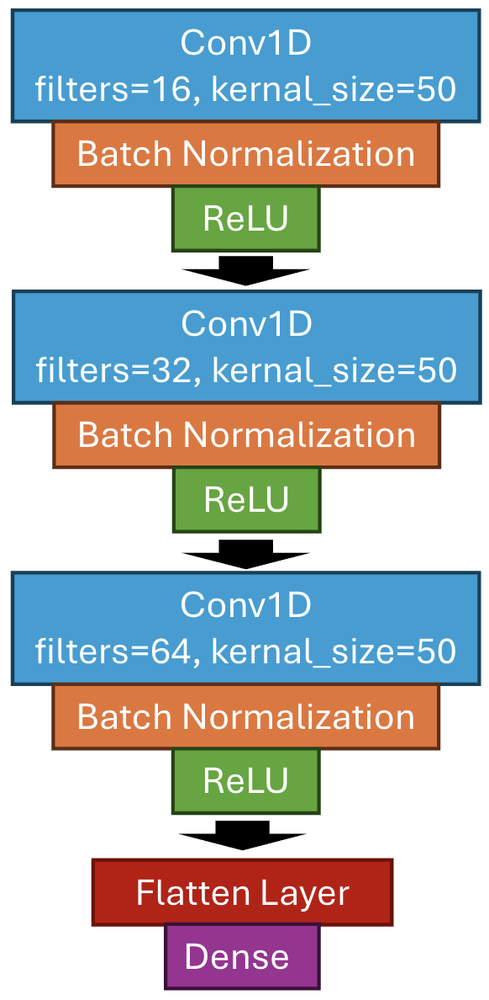 Conv1D
filters=16, kernal_size=50
Batch Normalization
ReLU
Conv1D
filters=32, kernal_size=50
Batch Normalization
ReLU
Conv1D
filters=64, kernal_size=50
Batch Normalization
ReLU
Flatten Layer
Dense